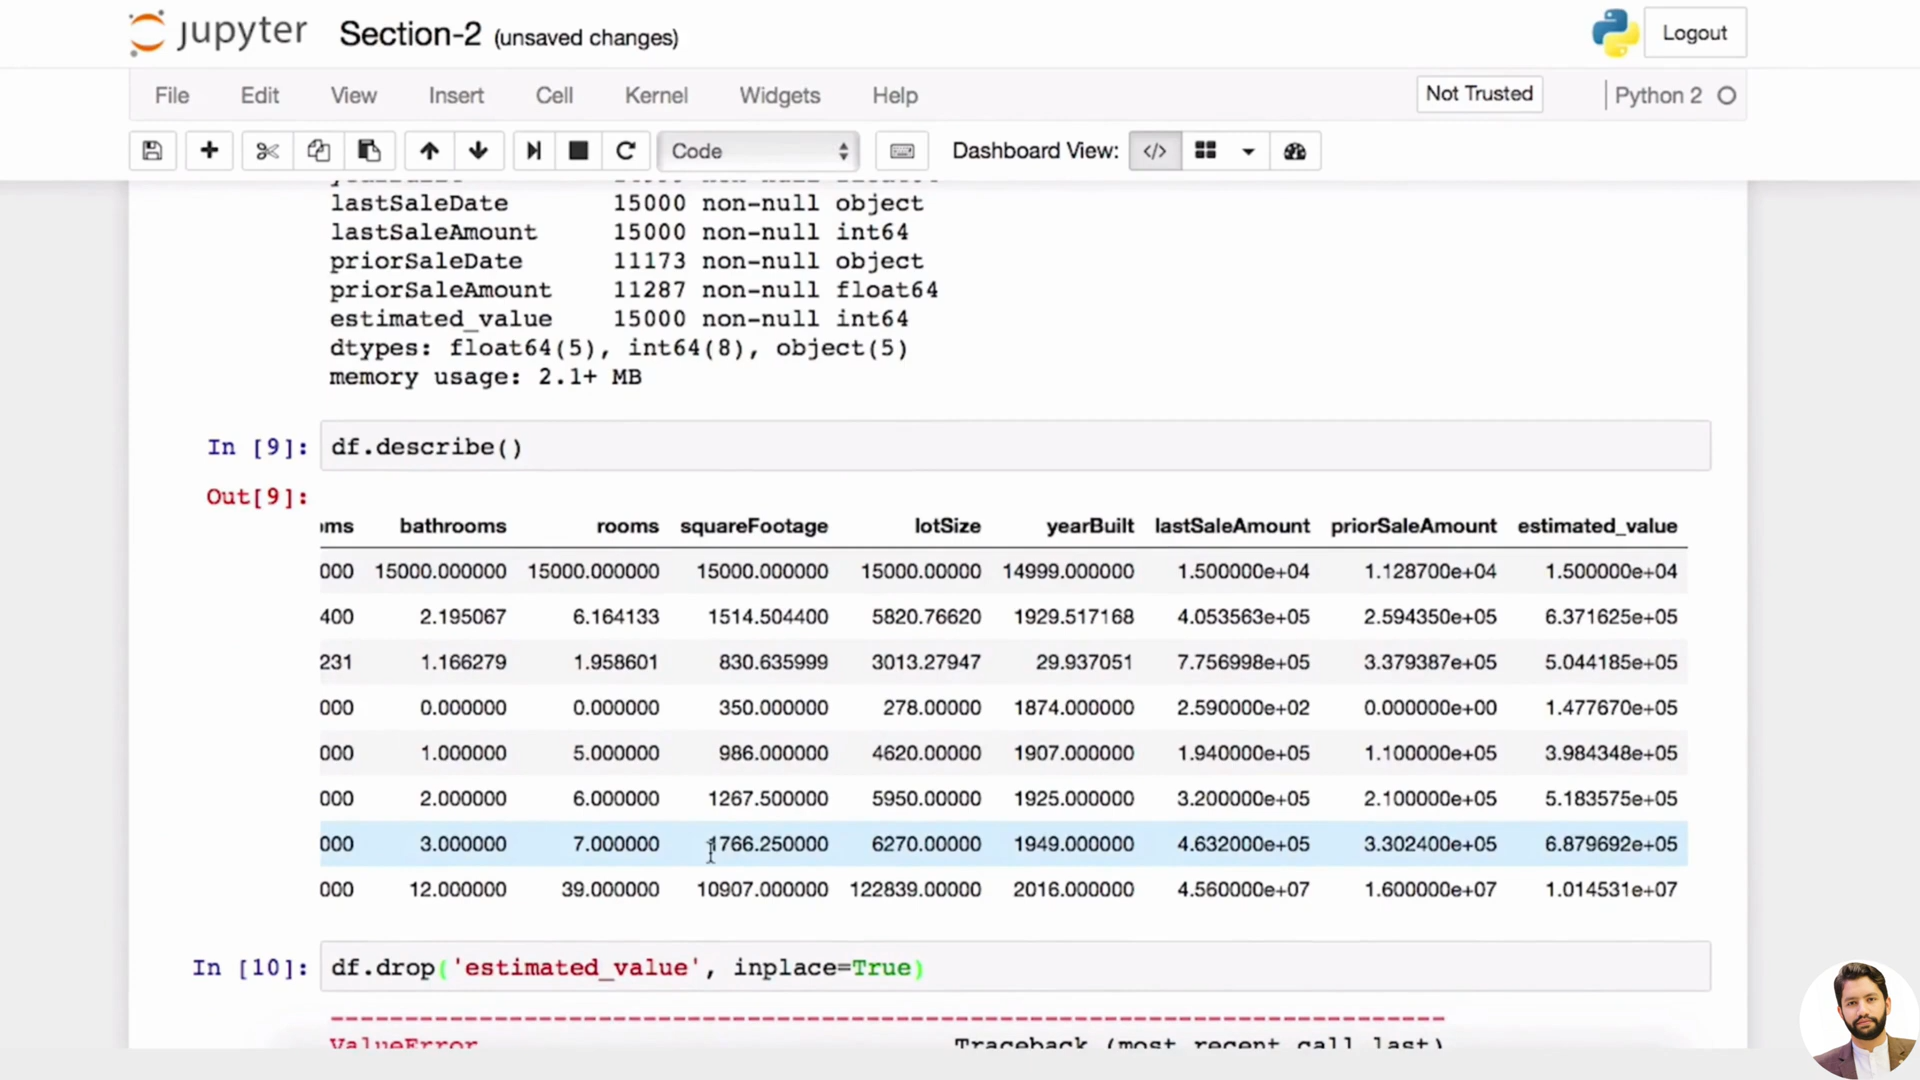 jupyter Section-2 (unsaved changes) Logout
File Edit View Insert Cell Kernel Widgets Help Not Trusted Python 2
Code Dashboard View:
lastSaleDate 15000 non-null object
lastSaleAmount 15000 non-null int64
priorSaleDate 11173 non-null object
priorSaleAmount 11287 non-null float64
estimated_value 15000 non-null int64
dtypes: float64(5), int64(8), object(5)
memory usage: 2.1+ MB
In [9]: df.describe()
Out[9]:
oms bathrooms rooms squareFootage lotSize yearBuilt lastSaleAmount priorSaleAmount estimated_value
000 15000.000000 15000.000000 15000.000000 15000.00000 14999.000000 1.500000e+04 1.128700e+04 1.500000e+04
400 2.195067 6.164133 1514.504400 5820.76620 1929.517168 4.053563e+05 2.594350e+05 6.371625e+05
231 1.166279 1.958601 830.635999 3013.27947 29.937051 7.756998e+05 3.379387e+05 5.044185e+05
000 0.000000 0.000000 350.000000 278.00000 1874.000000 2.590000e+02 0.000000e+00 1.477670e+05
000 1.000000 5.000000 986.000000 4620.00000 1907.000000 1.940000e+05 1.100000e+05 3.984348e+05
000 2.000000 6.000000 1267.500000 5950.00000 1925.000000 3.200000e+05 2.100000e+05 5.183575e+05
000 3.000000 7.000000 1766.250000 6270.00000 1949.000000 4.632000e+05 3.302400e+05 6.879692e+05
000 12.000000 39.000000 10907.000000 122839.00000 2016.000000 4.560000e+07 1.600000e+07 1.014531e+07
In [10]: df.drop('estimated_value', inplace=True)
ValueError Traceback (most recent call last)